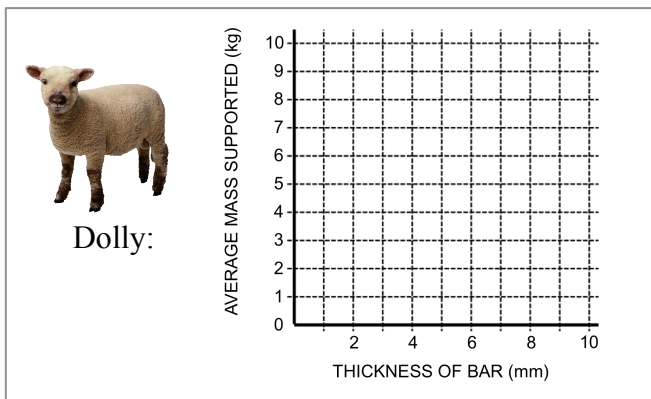 Dolly:
AVERAGE MASS SUPPORTED (kg)
10
9
8
7
6
5
4
3
2
1
0
2 4 6 8 10
THICKNESS OF BAR (mm)